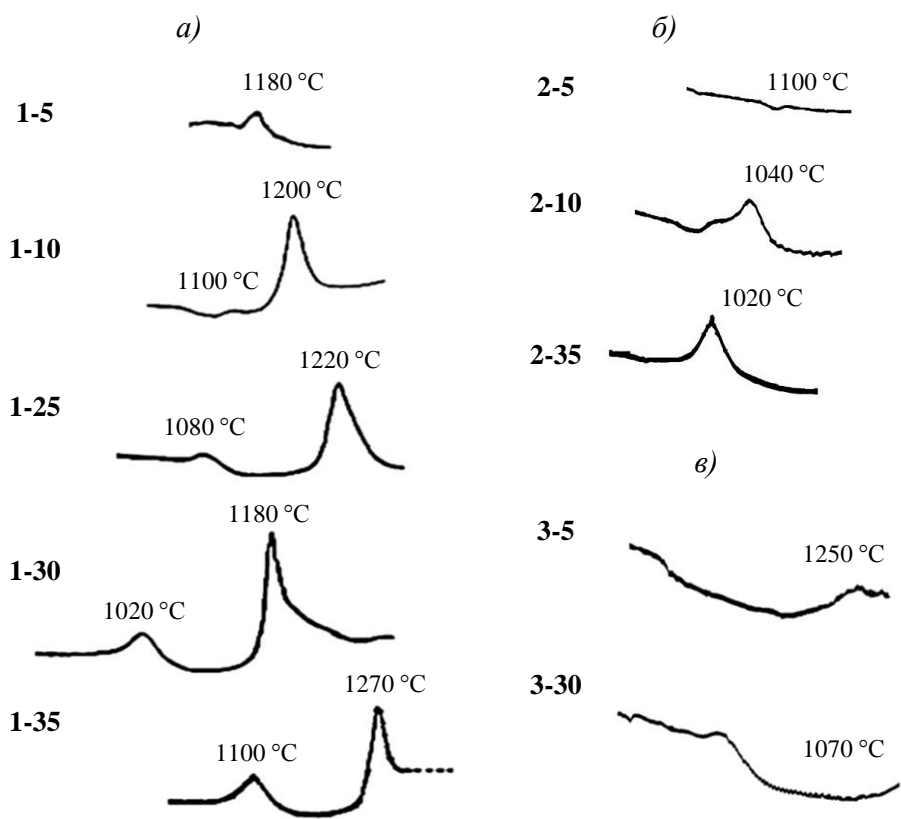 а)
1180 °C
1-5
1200 °C
1-10
1100 °C
1220 °C
1-25
1080 °C
1180 °C
1-30
1020 °C
1270 °C
1-35
1100 °C
б)
2-5
1100 °C
1040 °C
2-10
1020 °C
2-35
в)
3-5
1250 °C
3-30
1070 °C